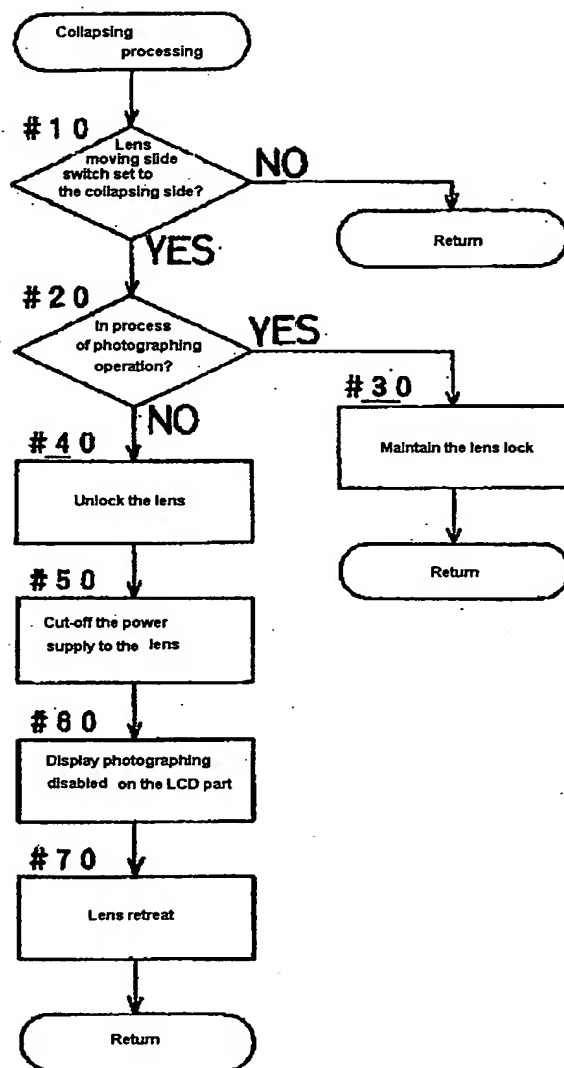 Collapsing
processing
#10
Lens
moving slide
switch set to
the collapsing side?
NO
Return
YES
#20
In process
of photographing
operation?
YES
#30
Maintain the lens lock
Return
NO
#40
Unlock the lens
#50
Cut-off the power
supply to the lens
#60
Display photographing
disabled on the LCD part
#70
Lens retreat
Return